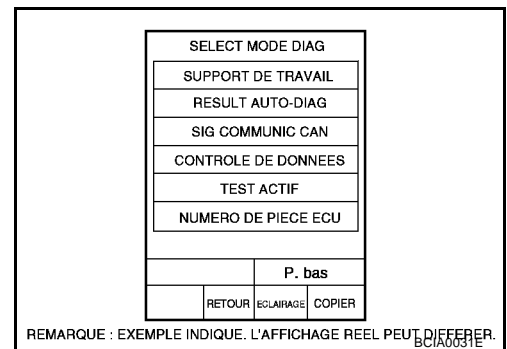 SELECT MODE DIAG
SUPPORT DE TRAVAIL
RESULT AUTO-DIAG
SIG COMMUNIC CAN
CONTROLE DE DONNEES
TEST ACTIF
NUMERO DE PIECE ECU
P. bas
RETOUR ECLAIRAGE COPIER
REMARQUE : EXEMPLE INDIQUE. L'AFFICHAGE REEL PEUT DIFFERER.
BCIA0031E